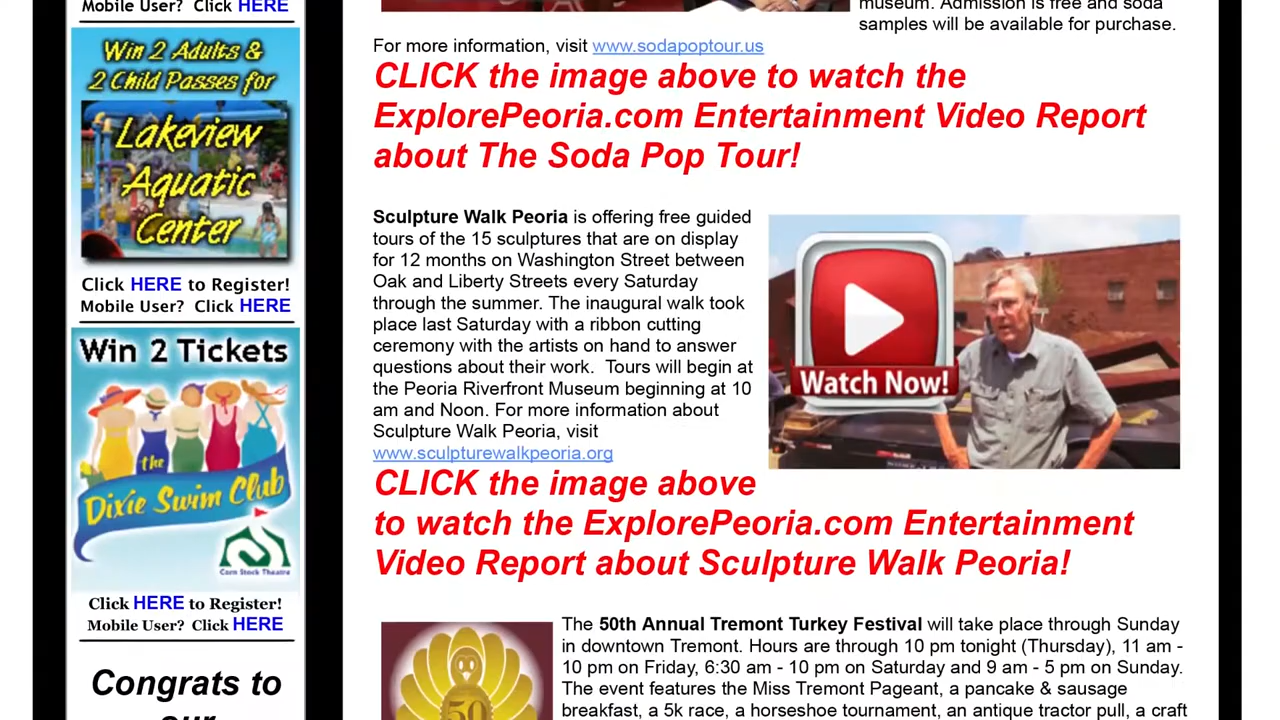 Mobile User? Click HERE
Win 2 Adults &
2 Child Passes for
Lakeview
Aquatic
Center
Click HERE to Register!
Mobile User? Click HERE
Win 2 Tickets
the
Dixie Swim Club
Corn Stock Theatre
Click HERE to Register!
Mobile User? Click HERE
Congrats to
our
museum. Admission is free and soda
samples will be available for purchase.
For more information, visit www.sodapoptour.us
CLICK the image above to watch the
ExplorePeoria.com Entertainment Video Report
about The Soda Pop Tour!
Sculpture Walk Peoria is offering free guided
tours of the 15 sculptures that are on display
for 12 months on Washington Street between
Oak and Liberty Streets every Saturday
through the summer. The inaugural walk took
place last Saturday with a ribbon cutting
ceremony with the artists on hand to answer
questions about their work.  Tours will begin at
the Peoria Riverfront Museum beginning at 10
am and Noon. For more information about
Sculpture Walk Peoria, visit
www.sculpturewalkpeoria.org
Watch Now!
CLICK the image above
to watch the ExplorePeoria.com Entertainment
Video Report about Sculpture Walk Peoria!
50
The 50th Annual Tremont Turkey Festival will take place through Sunday
in downtown Tremont. Hours are through 10 pm tonight (Thursday), 11 am -
10 pm on Friday, 6:30 am - 10 pm on Saturday and 9 am - 5 pm on Sunday.
The event features the Miss Tremont Pageant, a pancake & sausage
breakfast, a 5k race, a horseshoe tournament, an antique tractor pull, a craft